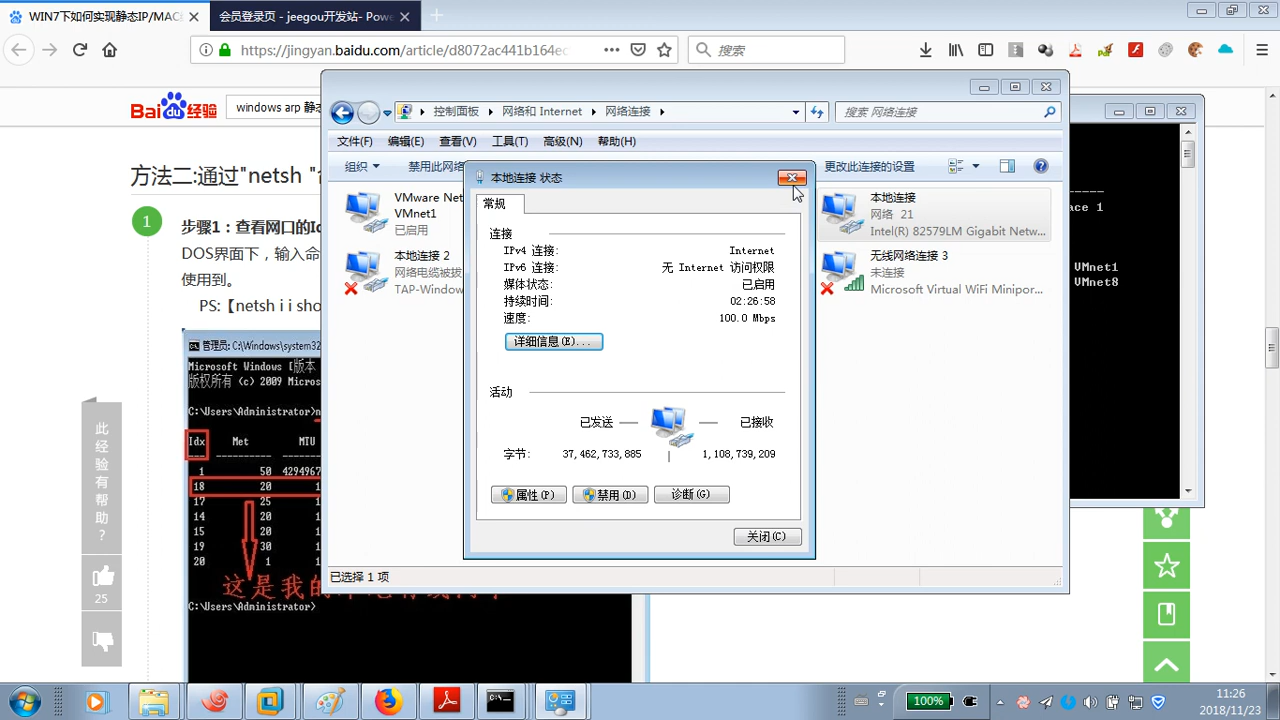 WIN7下如何实现静态IP/MAC
会员登录页 - jeegou开发站- Pow
https://jingyan.baidu.com/article/d8072ac441b164ec
搜索
Bai du 经验
windows arp 静态
控制面板 网络和 Internet 网络连接
搜索 网络连接
文件(F) 编辑(E) 查看(V) 工具(T) 高级(N) 帮助(H)
组织 禁用此网络 更改此连接的设置
方法二:通过"netsh "
1
步骤1：查看网口的Id
DOS界面下，输入命
使用到。
PS:【netsh i i sho
VMware Net
VMnet1
已启用
本地连接 2
网络电缆被拔
TAP-Window
本地连接
网络 21
Intel(R) 82579LM Gigabit Netw...
无线网络连接 3
未连接
Microsoft Virtual WiFi Minipor...
本地连接 状态
常规
连接
IPv4 连接: Internet
IPv6 连接: 无 Internet 访问权限
媒体状态: 已启用
持续时间: 02:26:58
速度: 100.0 Mbps
详细信息(E)...
活动
已发送 已接收
属性(P) 禁用(D) 诊断(G)
关闭(C)
已选择 1 项
ace 1
VMnet1
VMnet8
管理员: C:\Windows\system32
Microsoft Windows [版本
版权所有 (c) 2009 Micros
C:\Users\Administrator>n
Idx Met MTU
1 50 4294967
18 20 1
17 25 1
14 20 1
15 20 1
19 30 1
20 1 1
这是我的
C:\Users\Administrator>
此经验有帮助？
25
100%
11:26
2018/11/23